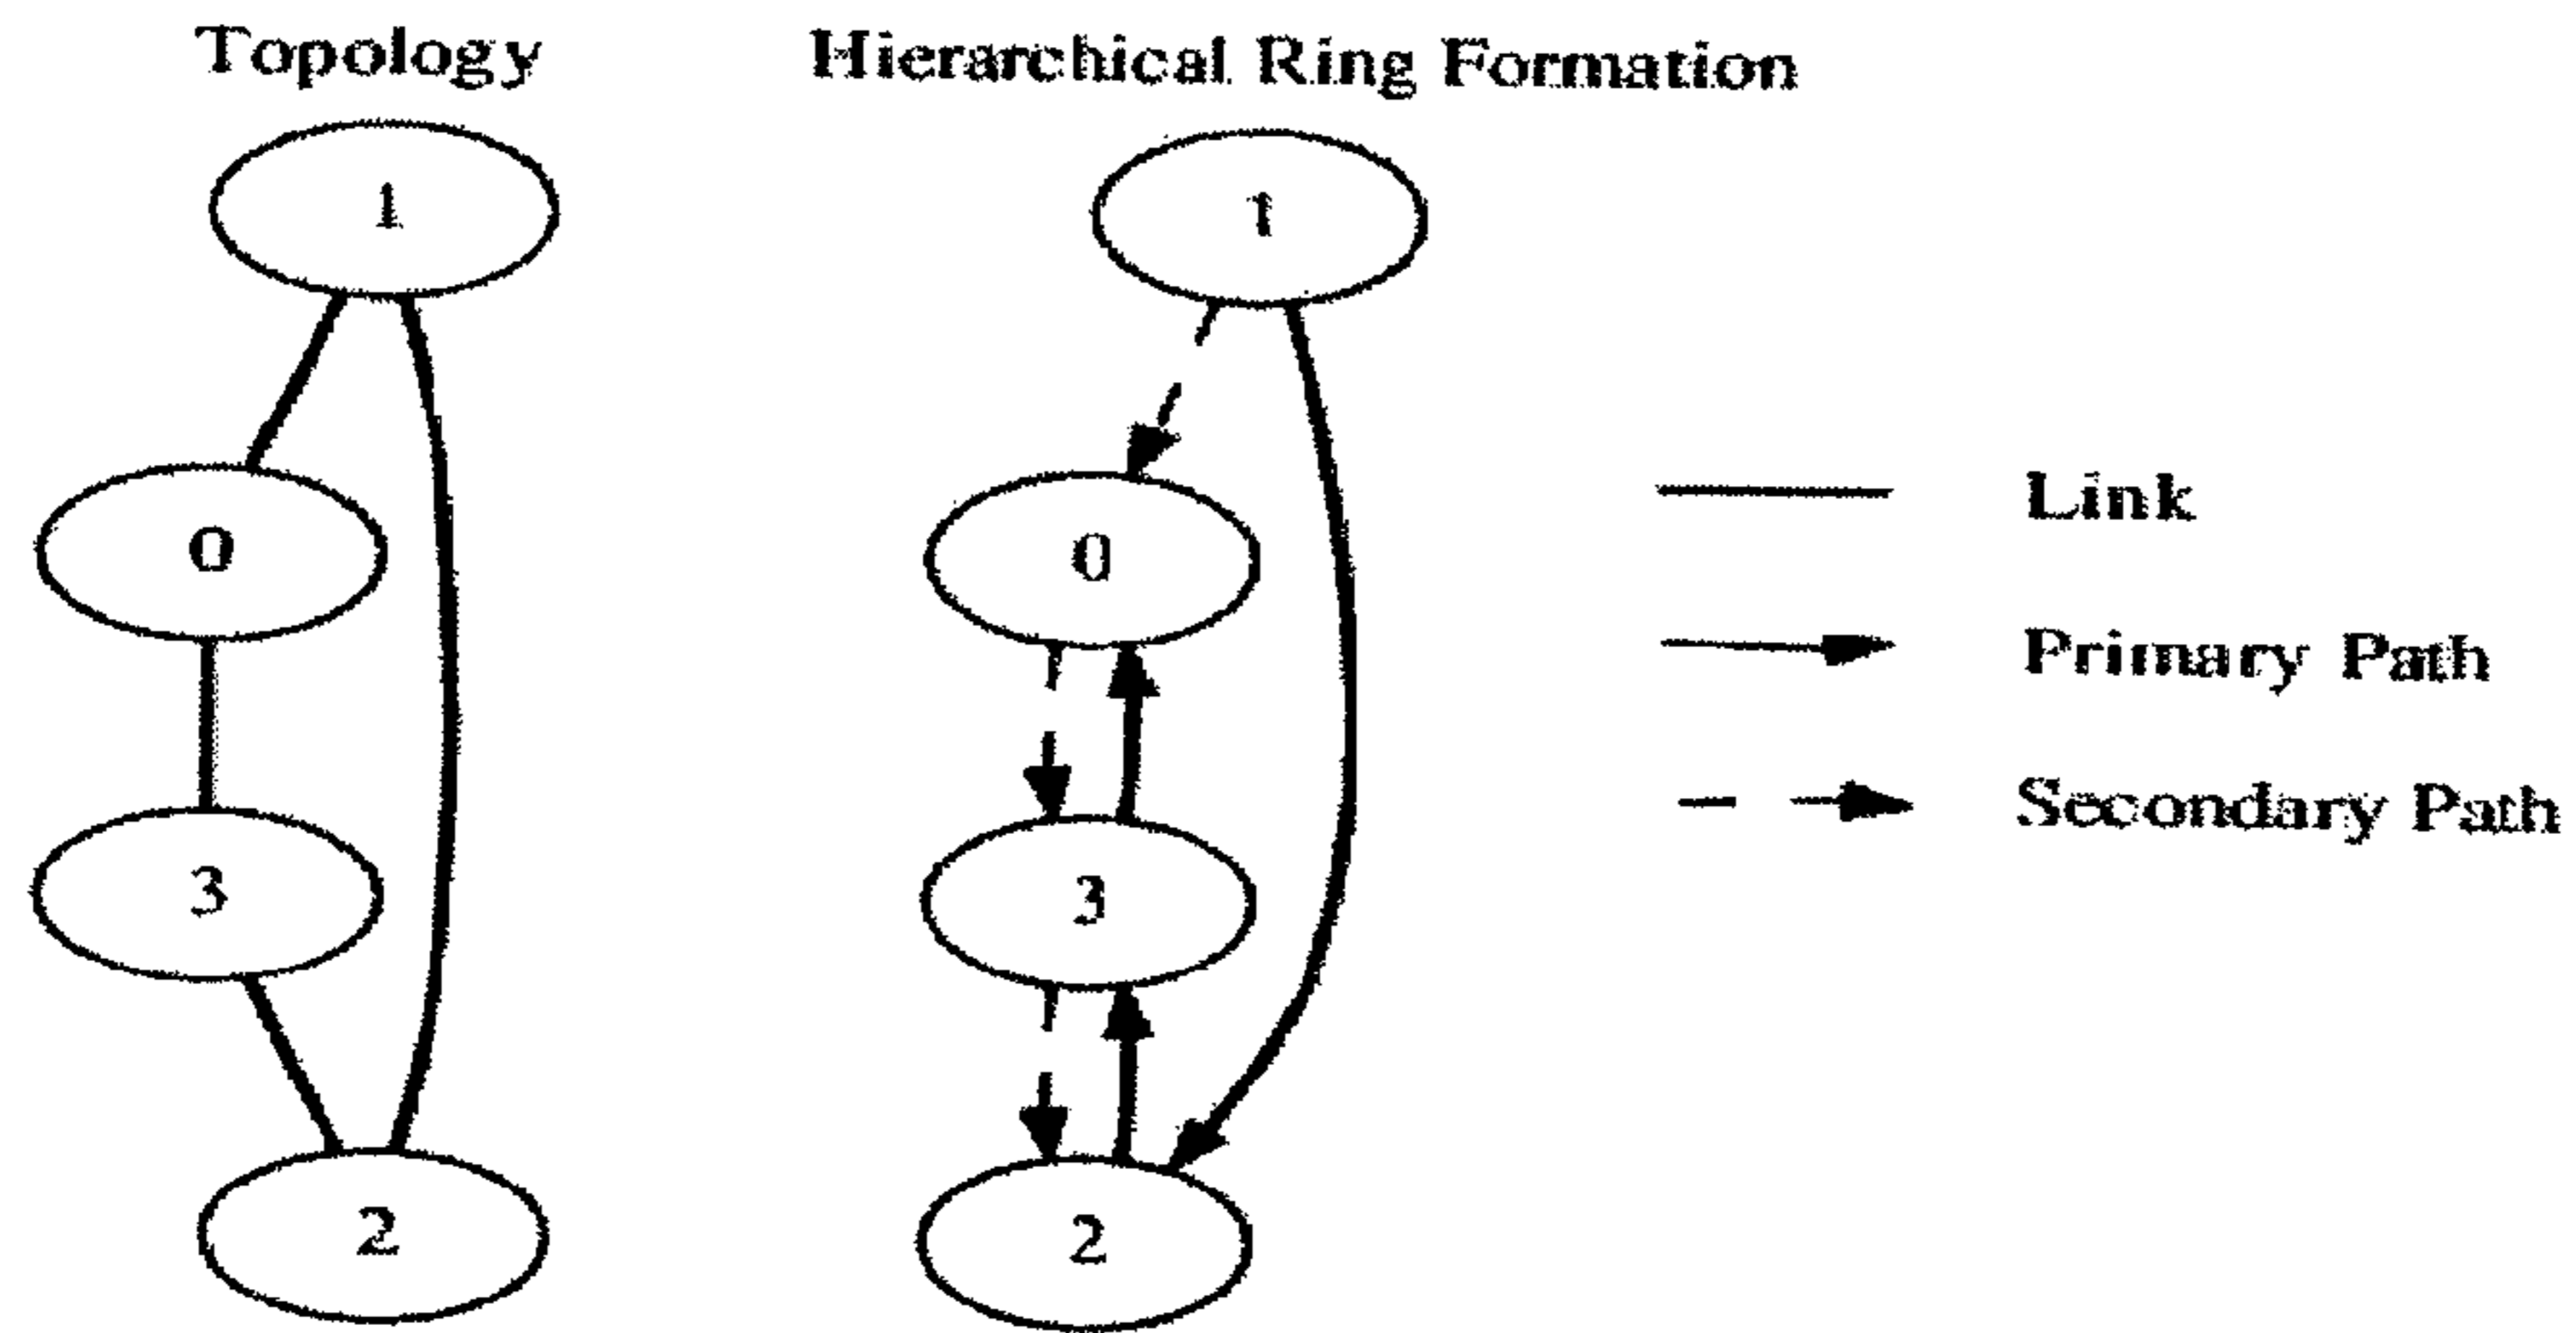 Topology
Hierarchical Ring Formation
1
0
3
2
1
0
3
2
Link
Primary Path
Secondary Path